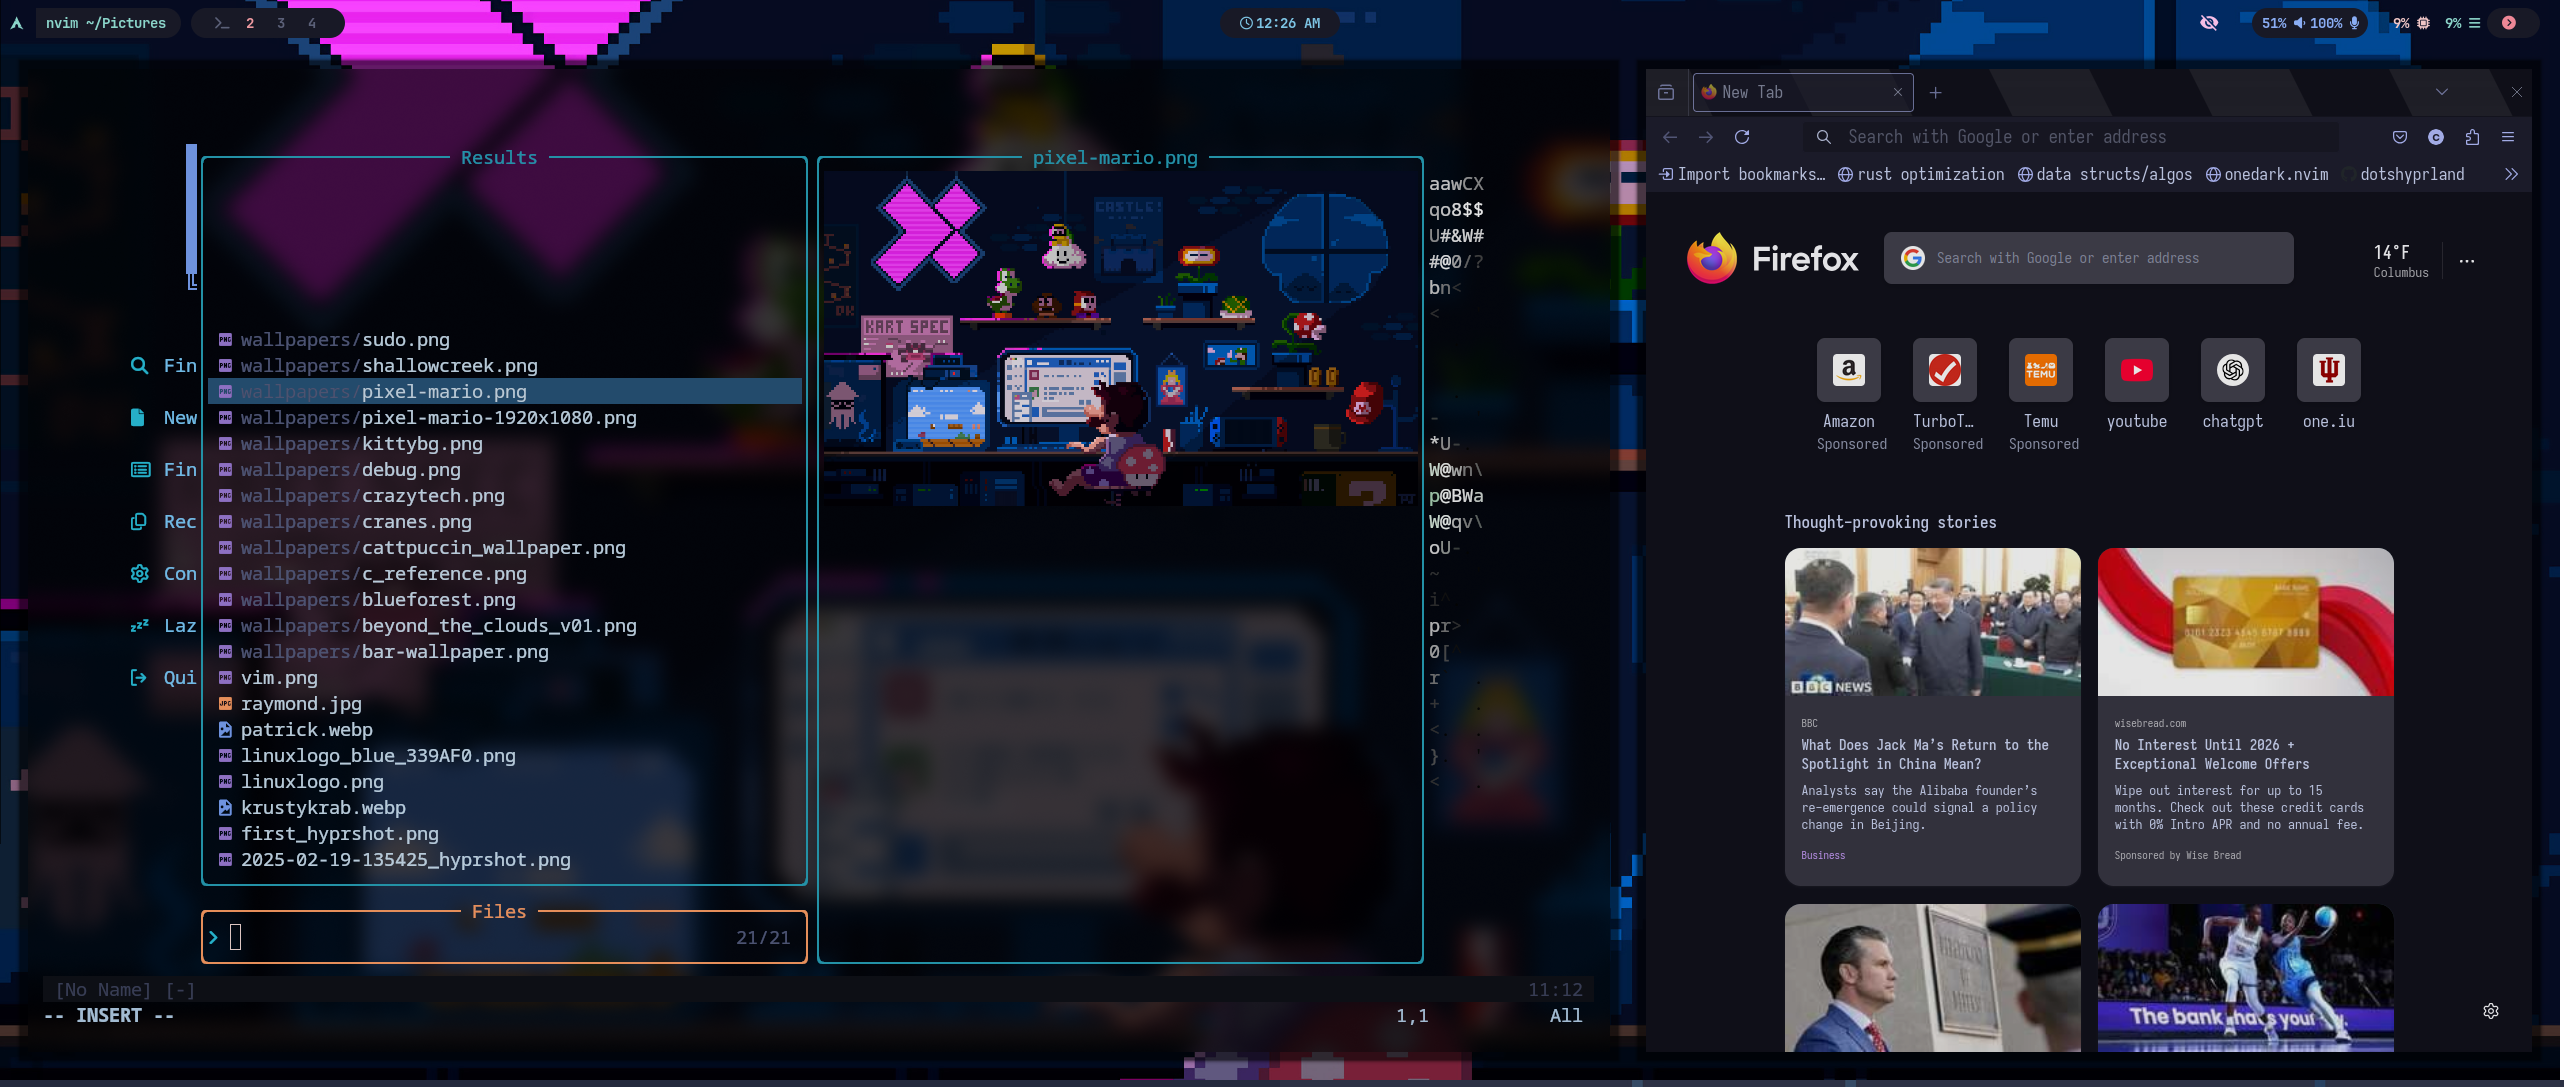 nvim ~/Pictures
2 3 4
12:26 AM
51% 100% 9% 9%
Results
wallpapers/sudo.png
wallpapers/shallowcreek.png
wallpapers/pixel-mario.png
wallpapers/pixel-mario-1920x1080.png
wallpapers/kittybg.png
wallpapers/debug.png
wallpapers/crazytech.png
wallpapers/cranes.png
wallpapers/cattpuccin_wallpaper.png
wallpapers/c_reference.png
wallpapers/blueforest.png
wallpapers/beyond_the_clouds_v01.png
wallpapers/bar-wallpaper.png
vim.png
raymond.jpg
patrick.webp
linuxlogo_blue_339AF0.png
linuxlogo.png
krustykrab.webp
first_hyprshot.png
2025-02-19-135425_hyprshot.png
Fin
New
Fin
Rec
Con
Laz
Qui
Files
21/21
pixel-mario.png
CASTLE!
DK
KART SPEC
aawCX
qo8$$
U#&W#
#@0/?
bn<
<
-
*U-
W@wn\
p@BWa
W@qv\
oU-
~
i^
pr>
0[
r
+
<
}
<
[No Name] [-]
11:12
-- INSERT --
1,1
All
New Tab
Search with Google or enter address
Import bookmarks…
rust optimization
data structs/algos
onedark.nvim
dotshyprland
Firefox
Search with Google or enter address
14°F
Columbus
Amazon
Sponsored
TurboT…
Sponsored
TEMU
Temu
Sponsored
youtube
chatgpt
one.iu
Thought-provoking stories
BBC NEWS
BBC
What Does Jack Ma’s Return to the
Spotlight in China Mean?
Analysts say the Alibaba founder’s
re-emergence could signal a policy
change in Beijing.
Business
wisebread.com
No Interest Until 2026 +
Exceptional Welcome Offers
Wipe out interest for up to 15
months. Check out these credit cards
with 0% Intro APR and no annual fee.
Sponsored by Wise Bread
The bank that's your